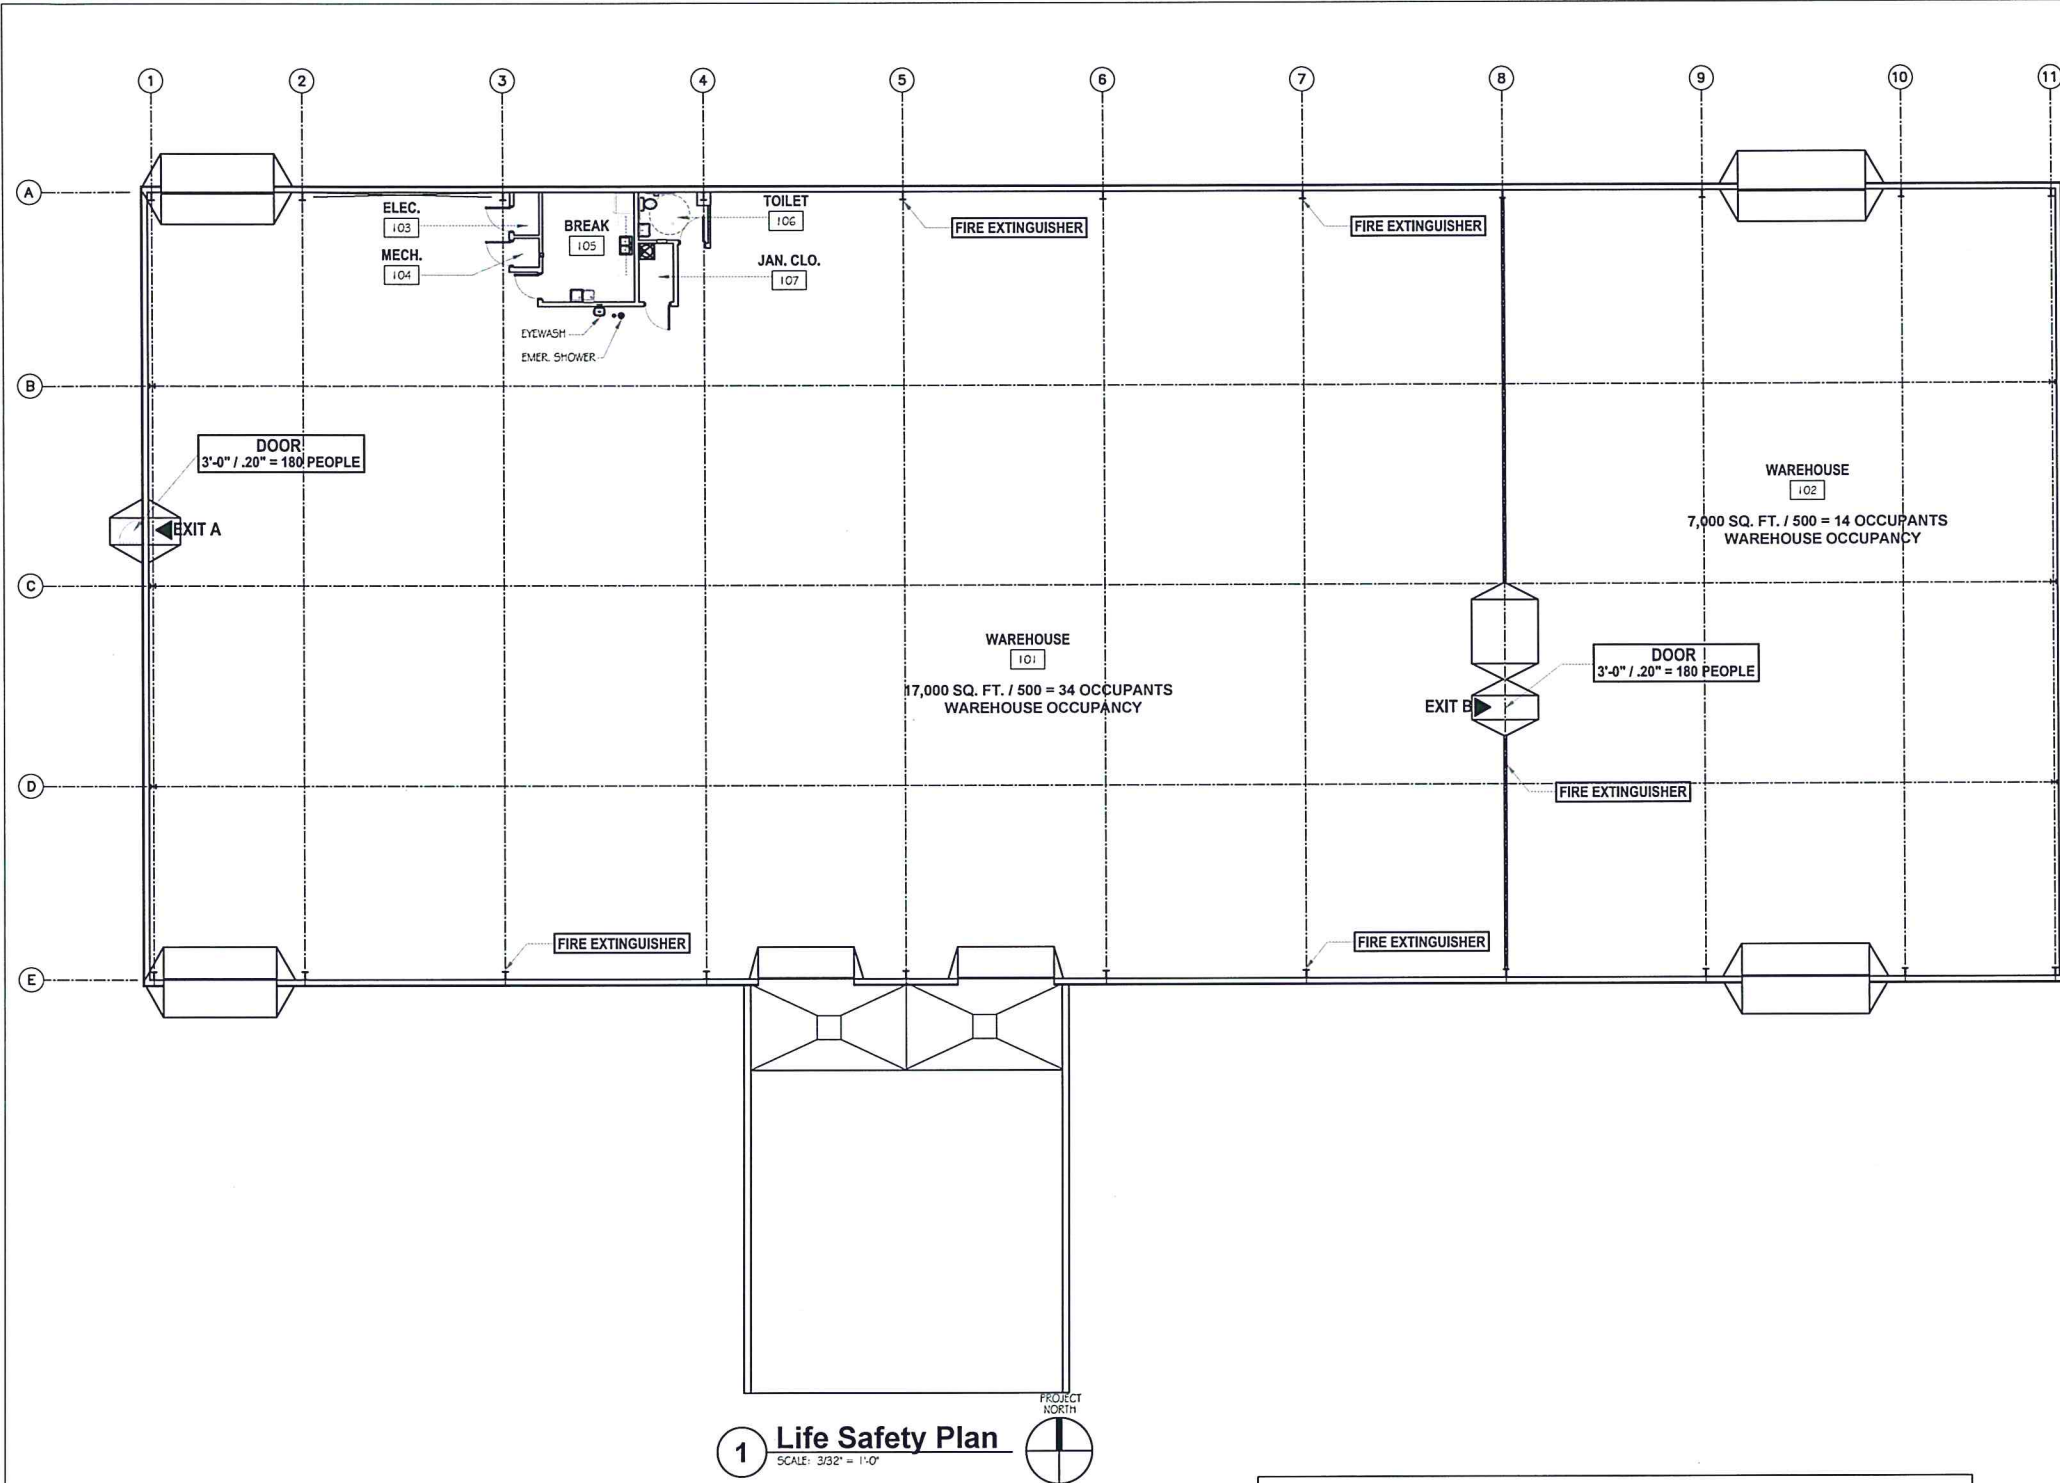 1 2 3 4 5 6 7 8 9 10 11
A
ELEC.
103
MECH.
104
BREAK
105
TOILET
106
JAN. CLO.
107
FIRE EXTINGUISHER
FIRE EXTINGUISHER
EYEWASH
EMER. SHOWER
B
DOOR
3'-0" / .20" = 180 PEOPLE
EXIT A
WAREHOUSE
102
7,000 SQ. FT. / 500 = 14 OCCUPANTS
WAREHOUSE OCCUPANCY
C
WAREHOUSE
101
17,000 SQ. FT. / 500 = 34 OCCUPANTS
WAREHOUSE OCCUPANCY
DOOR
3'-0" / .20" = 180 PEOPLE
EXIT B
D
FIRE EXTINGUISHER
FIRE EXTINGUISHER
FIRE EXTINGUISHER
E
PROJECT
NORTH
1 Life Safety Plan
SCALE: 3/32" = 1'-0"